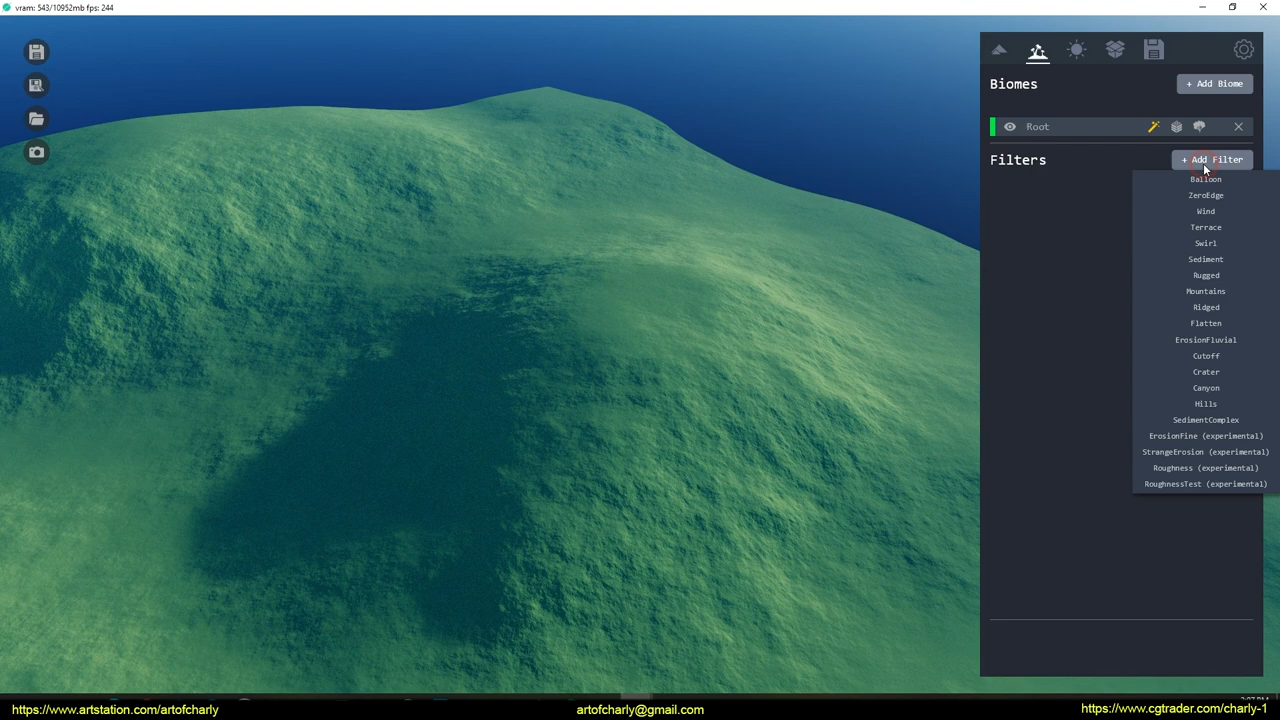 vram: 543/10952mb fps: 244
Biomes
+ Add Biome
Root
Filters
+ Add Filter
Balloon
ZeroEdge
Wind
Terrace
Swirl
Sediment
Rugged
Mountains
Ridged
Flatten
ErosionFluvial
Cutoff
Crater
Canyon
Hills
SedimentComplex
ErosionFine (experimental)
StrangeErosion (experimental)
Roughness (experimental)
RoughnessTest (experimental)
https://www.artstation.com/artofcharly
artofcharly@gmail.com
https://www.cgtrader.com/charly-1